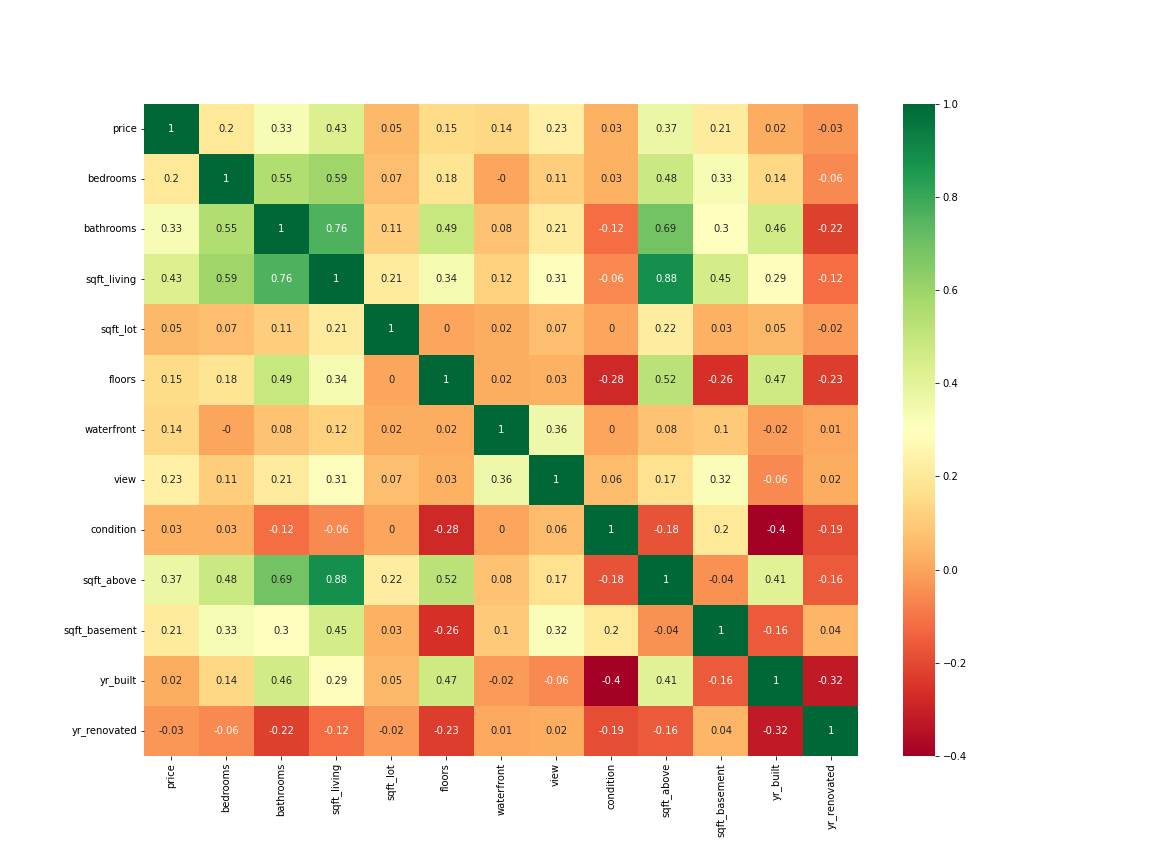 price 1 0.2 0.33 0.43 0.05 0.15 0.14 0.23 0.03 0.37 0.21 0.02 -0.03
bedrooms 0.2 1 0.55 0.59 0.07 0.18 -0 0.11 0.03 0.48 0.33 0.14 -0.06
bathrooms 0.33 0.55 1 0.76 0.11 0.49 0.08 0.21 -0.12 0.69 0.3 0.46 -0.22
sqft_living 0.43 0.59 0.76 1 0.21 0.34 0.12 0.31 -0.06 0.88 0.45 0.29 -0.12
sqft_lot 0.05 0.07 0.11 0.21 1 0 0.02 0.07 0 0.22 0.03 0.05 -0.02
floors 0.15 0.18 0.49 0.34 0 1 0.02 0.03 -0.28 0.52 -0.26 0.47 -0.23
waterfront 0.14 -0 0.08 0.12 0.02 0.02 1 0.36 0 0.08 0.1 -0.02 0.01
view 0.23 0.11 0.21 0.31 0.07 0.03 0.36 1 0.06 0.17 0.32 -0.06 0.02
condition 0.03 0.03 -0.12 -0.06 0 -0.28 0 0.06 1 -0.18 0.2 -0.4 -0.19
sqft_above 0.37 0.48 0.69 0.88 0.22 0.52 0.08 0.17 -0.18 1 -0.04 0.41 -0.16
sqft_basement 0.21 0.33 0.3 0.45 0.03 -0.26 0.1 0.32 0.2 -0.04 1 -0.16 0.04
yr_built 0.02 0.14 0.46 0.29 0.05 0.47 -0.02 -0.06 -0.4 0.41 -0.16 1 -0.32
yr_renovated -0.03 -0.06 -0.22 -0.12 -0.02 -0.23 0.01 0.02 -0.19 -0.16 0.04 -0.32 1
price bedrooms bathrooms sqft_living sqft_lot floors waterfront view condition sqft_above sqft_basement yr_built yr_renovated
1.0
0.8
0.6
0.4
0.2
0.0
−0.2
−0.4